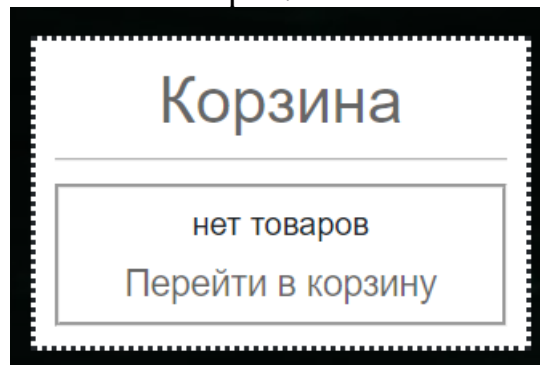 Корзина
нет товаров
Перейти в корзину